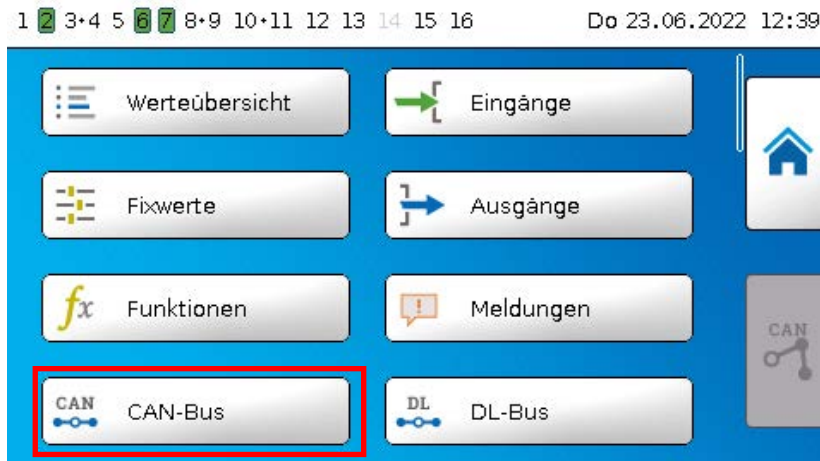 1 2 3+4 5 6 7 8+9 10+11 12 13 14 15 16 Do 23.06.2022 12:39
Werteübersicht Eingänge
Fixwerte Ausgänge
fx Funktionen ! Meldungen
CAN
CAN CAN-Bus DL DL-Bus